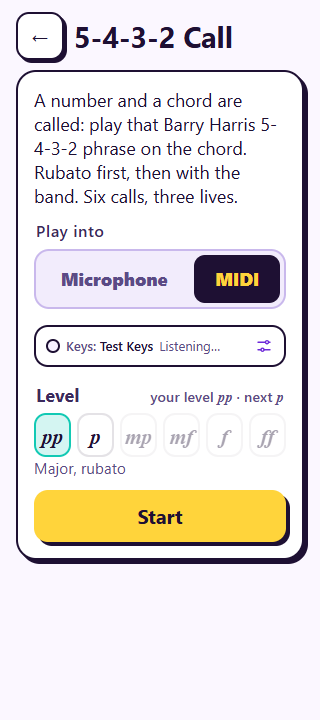 ← 5-4-3-2 Call
A number and a chord are
called: play that Barry Harris 5-
4-3-2 phrase on the chord.
Rubato first, then with the
band. Six calls, three lives.
Play into
Microphone MIDI
Keys: Test Keys Listening...
Level your level pp · next p
pp p mp mf f ff
Major, rubato
Start